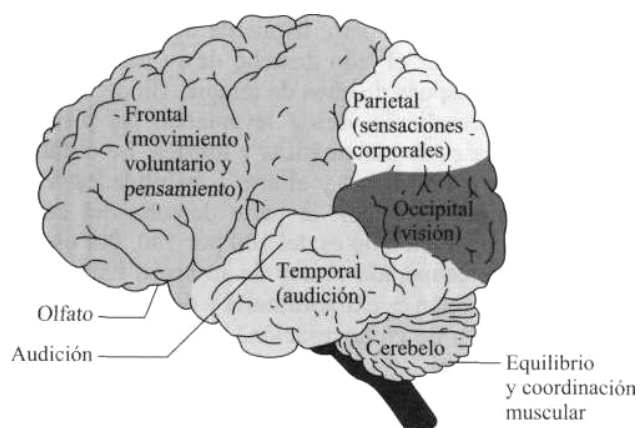 Frontal
(movimiento
voluntario y
pensamiento)
Parietal
(sensaciones
corporales)
Occipital
(visión)
Temporal
(audición)
Olfato
Audición
Cerebelo
Equilibrio
y coordinación
muscular